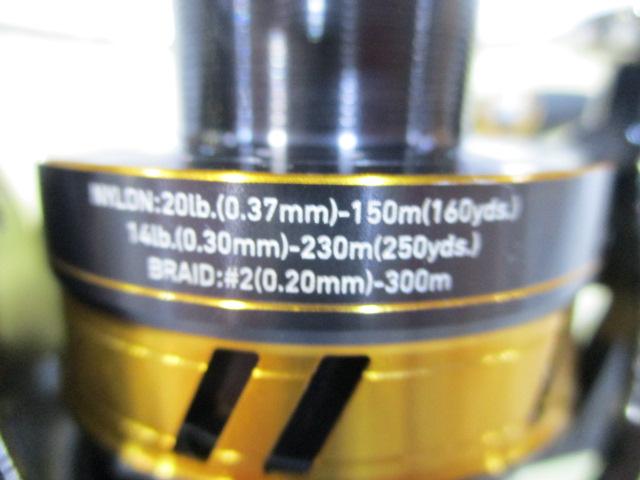 NYLON:20lb.(0.37mm)-150m(160yds.)
14lb.(0.30mm)-230m(250yds.)
BRAID:#2(0.20mm)-300m